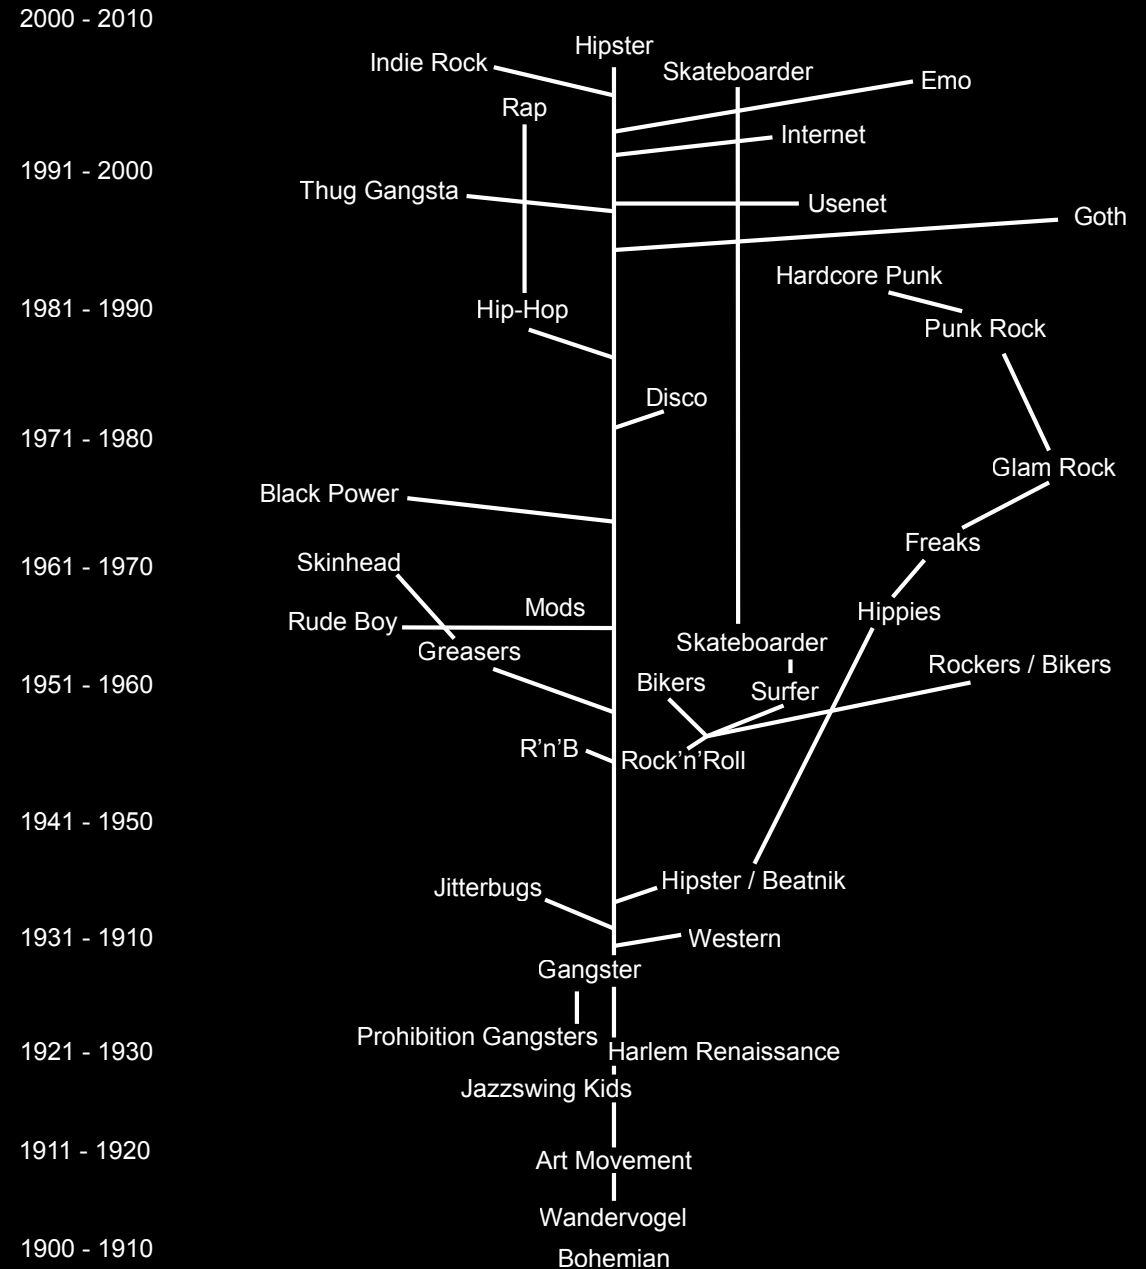 2000 - 2010
Hipster
Indie Rock
Skateboarder
Emo
Rap
Internet
1991 - 2000
Thug Gangsta
Usenet
Goth
Hardcore Punk
1981 - 1990
Hip-Hop
Punk Rock
Disco
1971 - 1980
Glam Rock
Black Power
Freaks
Skinhead
1961 - 1970
Mods
Hippies
Rude Boy
Skateboarder
Greasers
Rockers / Bikers
1951 - 1960
Bikers
Surfer
R'n'B
Rock'n'Roll
1941 - 1950
Jitterbugs
Hipster / Beatnik
1931 - 1910
Western
Gangster
Prohibition Gangsters
1921 - 1930
Harlem Renaissance
Jazzswing Kids
1911 - 1920
Art Movement
Wandervogel
1900 - 1910
Bohemian